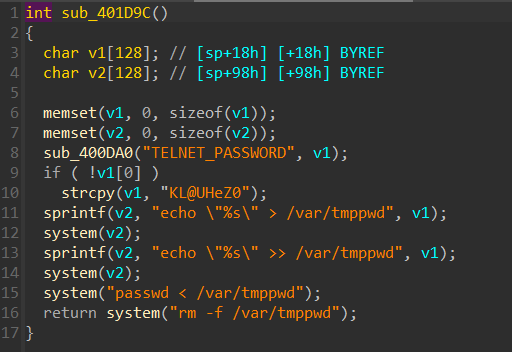 1 int sub_401D9C()
2 {
3   char v1[128]; // [sp+18h] [+18h] BYREF
4   char v2[128]; // [sp+98h] [+98h] BYREF
5
6   memset(v1, 0, sizeof(v1));
7   memset(v2, 0, sizeof(v2));
8   sub_400DA0("TELNET_PASSWORD", v1);
9   if ( !v1[0] )
10     strcpy(v1, "KL@UHeZ0");
11   sprintf(v2, "echo \"%s\" > /var/tmppwd", v1);
12   system(v2);
13   sprintf(v2, "echo \"%s\" >> /var/tmppwd", v1);
14   system(v2);
15   system("passwd < /var/tmppwd");
16   return system("rm -f /var/tmppwd");
17 }